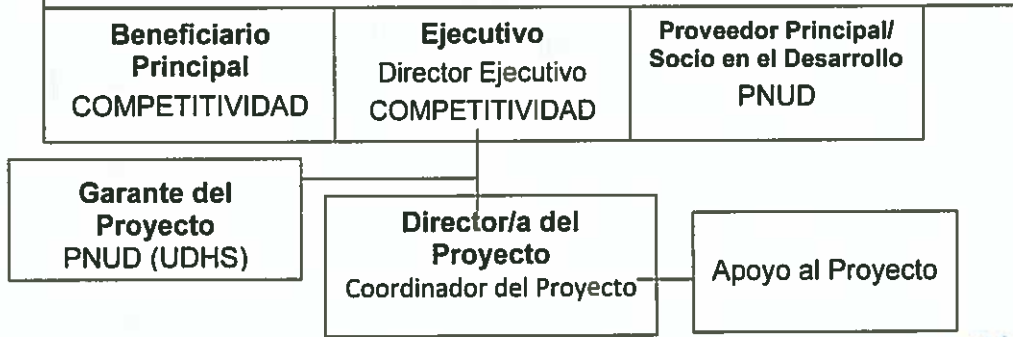 Beneficiario
Principal
COMPETITIVIDAD
Ejecutivo
Director Ejecutivo
COMPETITIVIDAD
Proveedor Principal/
Socio en el Desarrollo
PNUD
Garante del
Proyecto
PNUD (UDHS)
Director/a del
Proyecto
Coordinador del Proyecto
Apoyo al Proyecto